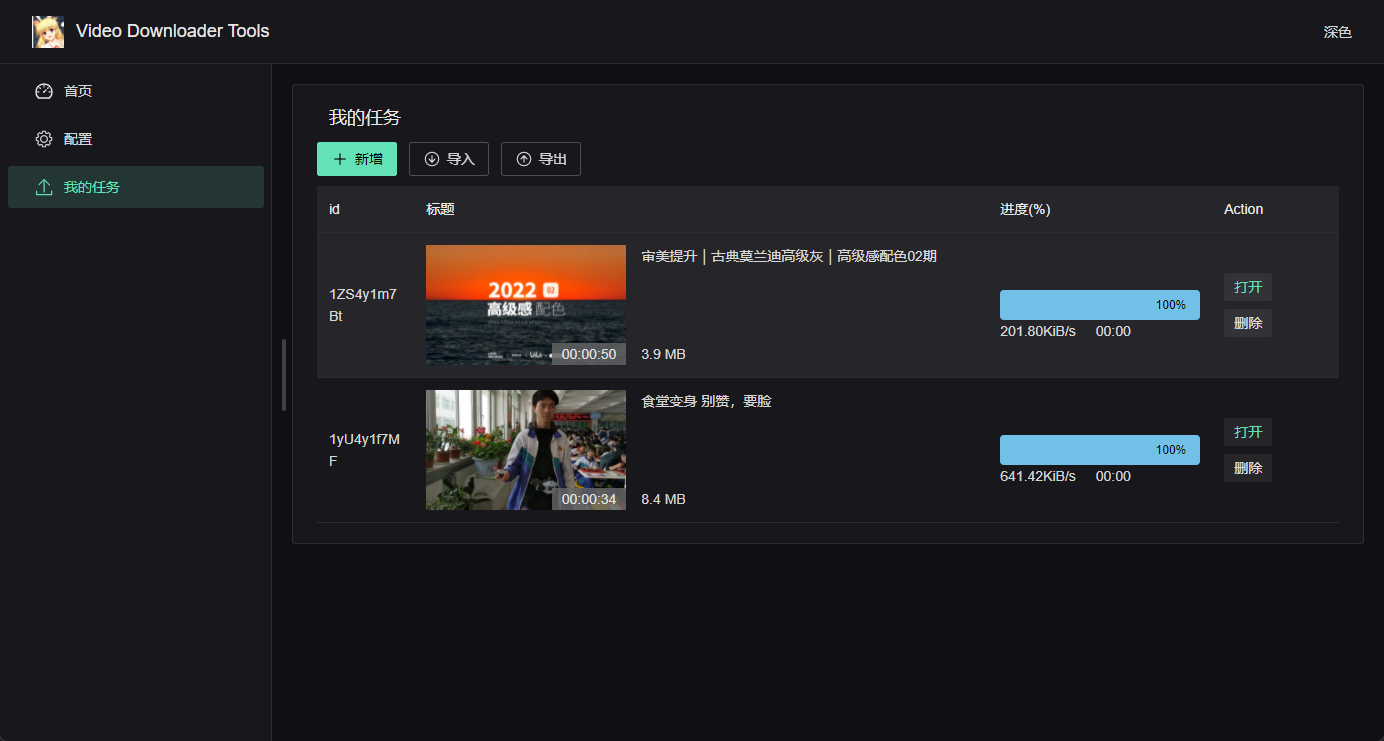 Video Downloader Tools
深色
首页
配置
我的任务
我的任务
新增
导入
导出
id
标题
进度(%)
Action
1ZS4y1m7
Bt
2022 02
高级感 配色
00:00:50
审美提升 | 古典莫兰迪高级灰 | 高级感配色02期
3.9 MB
100%
201.80KiB/s
00:00
打开
删除
1yU4y1f7M
F
00:00:34
食堂变身 别赞，要脸
8.4 MB
100%
641.42KiB/s
00:00
打开
删除